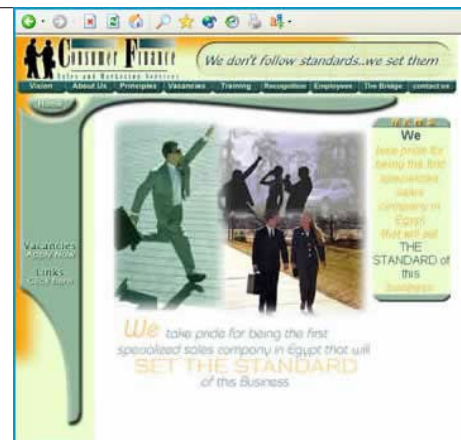 Consumer Finance
Sales and Marketing Services
We don't follow standards..we set them
Vision About Us Principles Vacancies Training Recognition Employees The Bridge contact us
Home
We
take pride for
being the first
specialized
sales
company in
Egypt
that will set
THE
STANDARD of
this
business
Vacancies
Apply Now
Links
Click Here
We take pride for being the first
specialized sales company in Egypt that will
SET THE STANDARD
of this Business